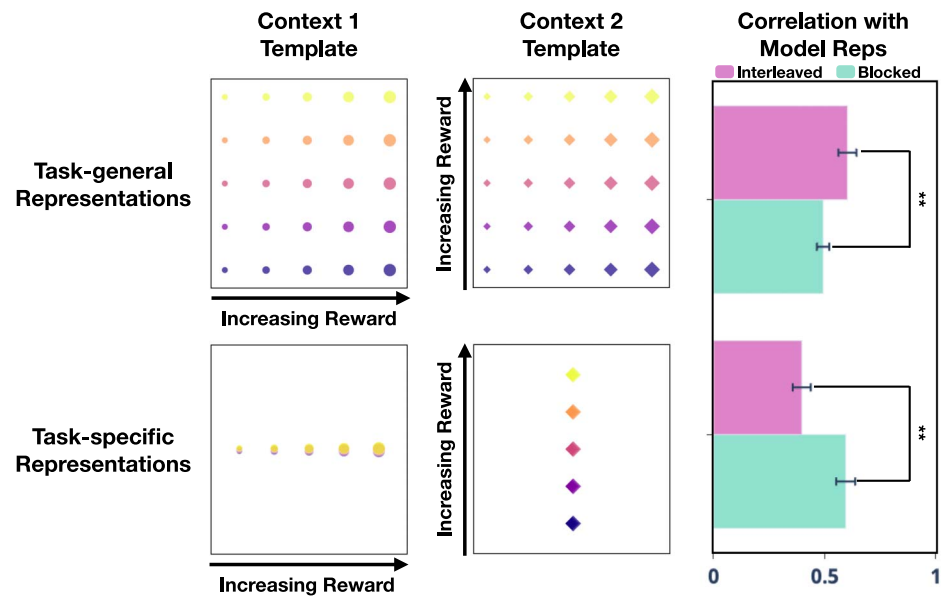 Context 1
Template
Context 2
Template
Correlation with
Model Reps
Interleaved
Blocked
Task-general
Representations
Increasing Reward
Increasing Reward
**
Task-specific
Representations
Increasing Reward
Increasing Reward
**
0
0.5
1